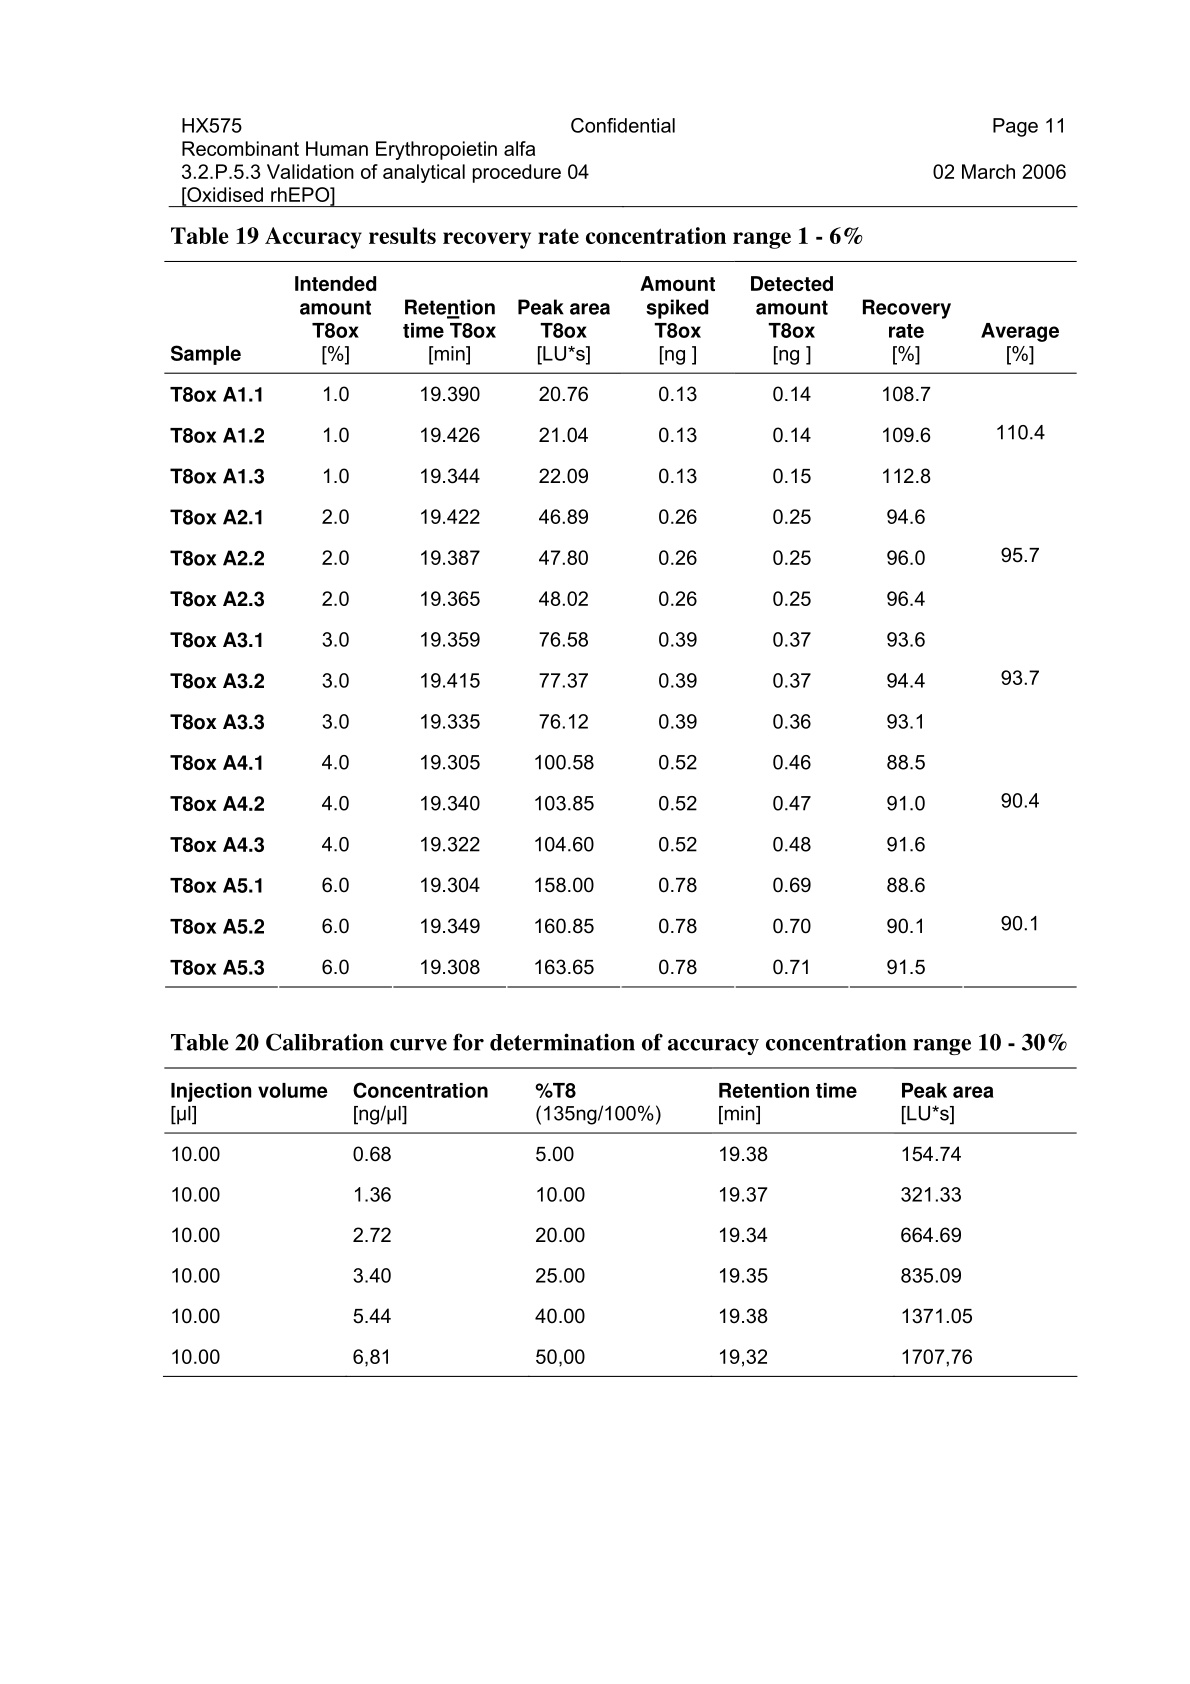 HX575 Confidential Page 11
Recombinant Human Erythropoietin alfa
3.2.P.5.3 Validation of analytical procedure 04 02 March 2006
[Oxidised rhEPO]
Table 19 Accuracy results recovery rate concentration range 1 - 6%
Intended Amount Detected
amount Retention Peak area spiked amount Recovery
T8ox time T8ox T8ox T8ox T8ox rate Average
Sample [%] [min] [LU*s] [ng ] [ng ] [%] [%]
T8ox A1.1 1.0 19.390 20.76 0.13 0.14 108.7
T8ox A1.2 1.0 19.426 21.04 0.13 0.14 109.6 110.4
T8ox A1.3 1.0 19.344 22.09 0.13 0.15 112.8
T8ox A2.1 2.0 19.422 46.89 0.26 0.25 94.6
T8ox A2.2 2.0 19.387 47.80 0.26 0.25 96.0 95.7
T8ox A2.3 2.0 19.365 48.02 0.26 0.25 96.4
T8ox A3.1 3.0 19.359 76.58 0.39 0.37 93.6
T8ox A3.2 3.0 19.415 77.37 0.39 0.37 94.4 93.7
T8ox A3.3 3.0 19.335 76.12 0.39 0.36 93.1
T8ox A4.1 4.0 19.305 100.58 0.52 0.46 88.5
T8ox A4.2 4.0 19.340 103.85 0.52 0.47 91.0 90.4
T8ox A4.3 4.0 19.322 104.60 0.52 0.48 91.6
T8ox A5.1 6.0 19.304 158.00 0.78 0.69 88.6
T8ox A5.2 6.0 19.349 160.85 0.78 0.70 90.1 90.1
T8ox A5.3 6.0 19.308 163.65 0.78 0.71 91.5
Table 20 Calibration curve for determination of accuracy concentration range 10 - 30%
Injection volume Concentration %T8 Retention time Peak area
[µl] [ng/µl] (135ng/100%) [min] [LU*s]
10.00 0.68 5.00 19.38 154.74
10.00 1.36 10.00 19.37 321.33
10.00 2.72 20.00 19.34 664.69
10.00 3.40 25.00 19.35 835.09
10.00 5.44 40.00 19.38 1371.05
10.00 6,81 50,00 19,32 1707,76